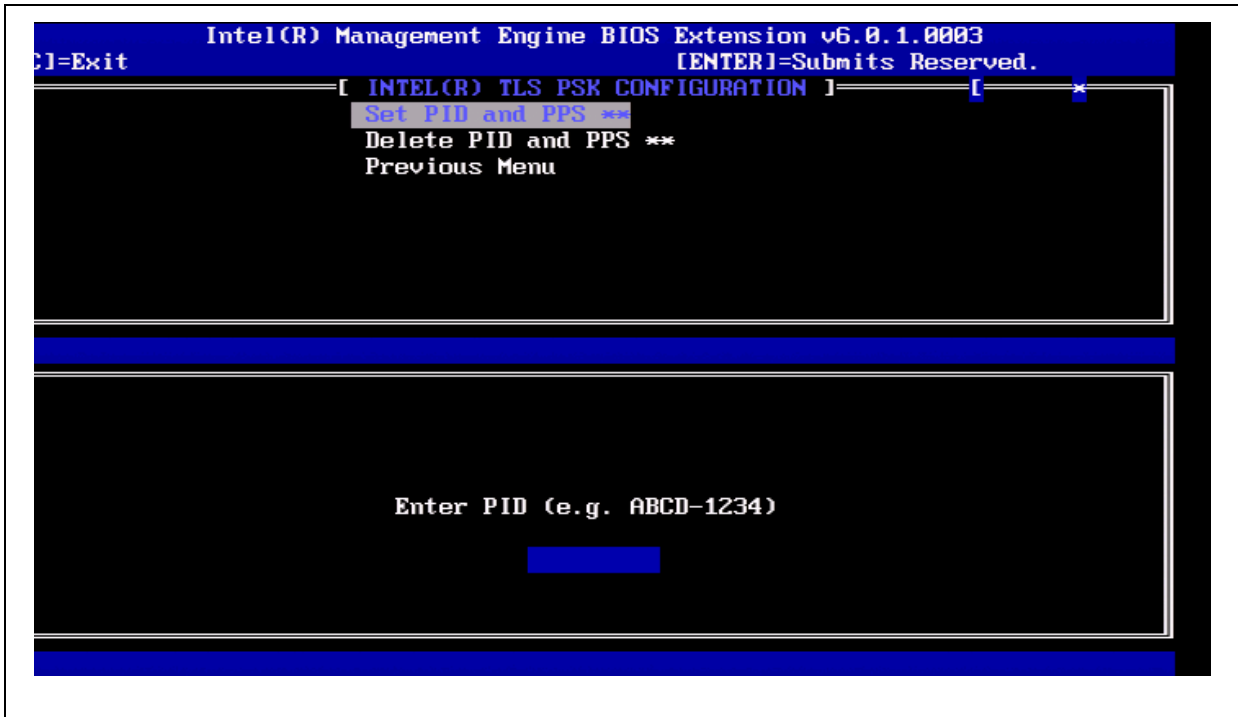 Intel(R) Management Engine BIOS Extension v6.0.1.0003
C]=Exit [ENTER]=Submits Reserved.
[ INTEL(R) TLS PSK CONFIGURATION ] [ *
Set PID and PPS **
Delete PID and PPS **
Previous Menu
Enter PID (e.g. ABCD-1234)